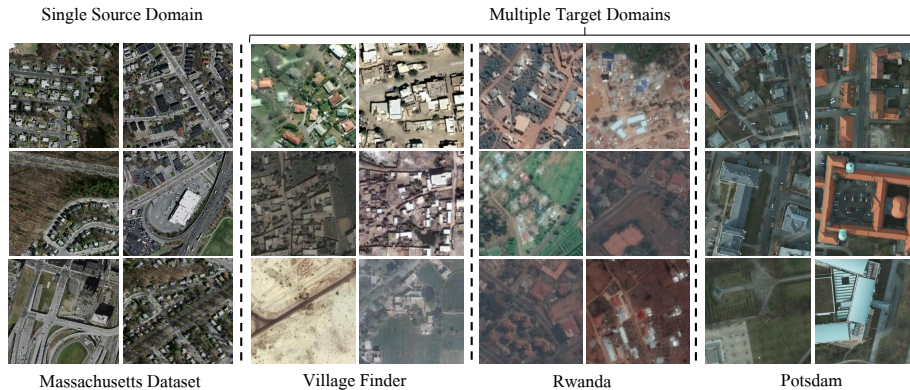 Single Source Domain
Multiple Target Domains
Massachusetts Dataset
Village Finder
Rwanda
Potsdam